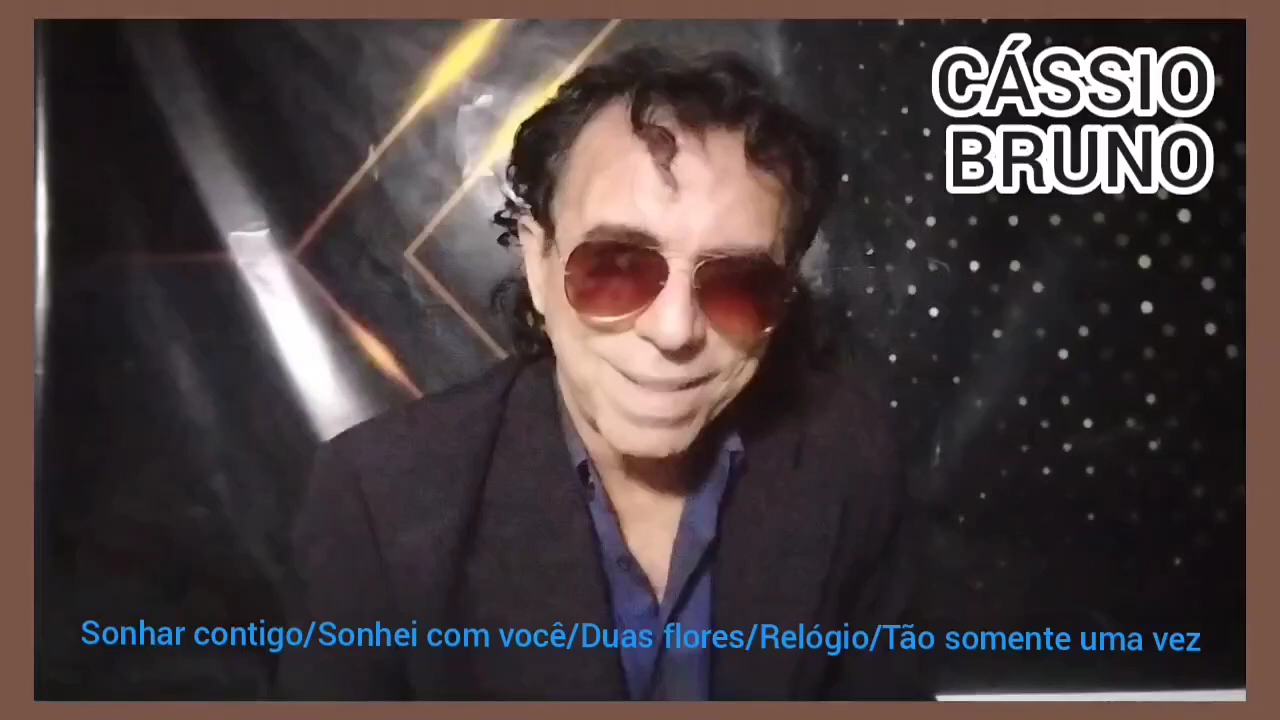 CÁSSIO
BRUNO
Sonhar contigo/Sonhei com você/Duas flores/Relógio/Tão somente uma vez